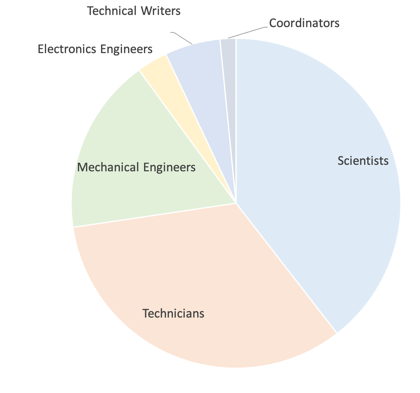 Technical Writers
Coordinators
Electronics Engineers
Scientists
Mechanical Engineers
Technicians